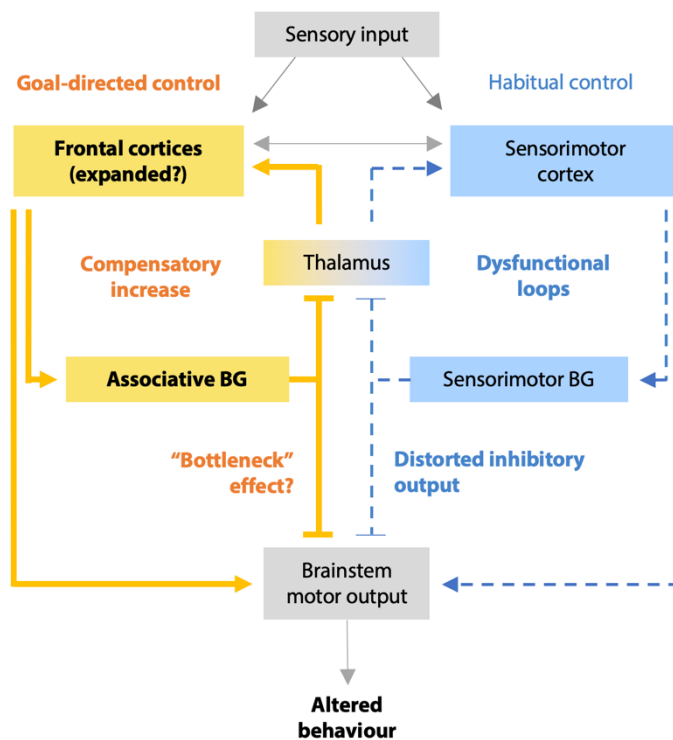 Sensory input
Goal-directed control
Habitual control
Frontal cortices
(expanded?)
Sensorimotor
cortex
Thalamus
Compensatory
increase
Dysfunctional
loops
Associative BG
Sensorimotor BG
“Bottleneck”
effect?
Distorted inhibitory
output
Brainstem
motor output
Altered
behaviour